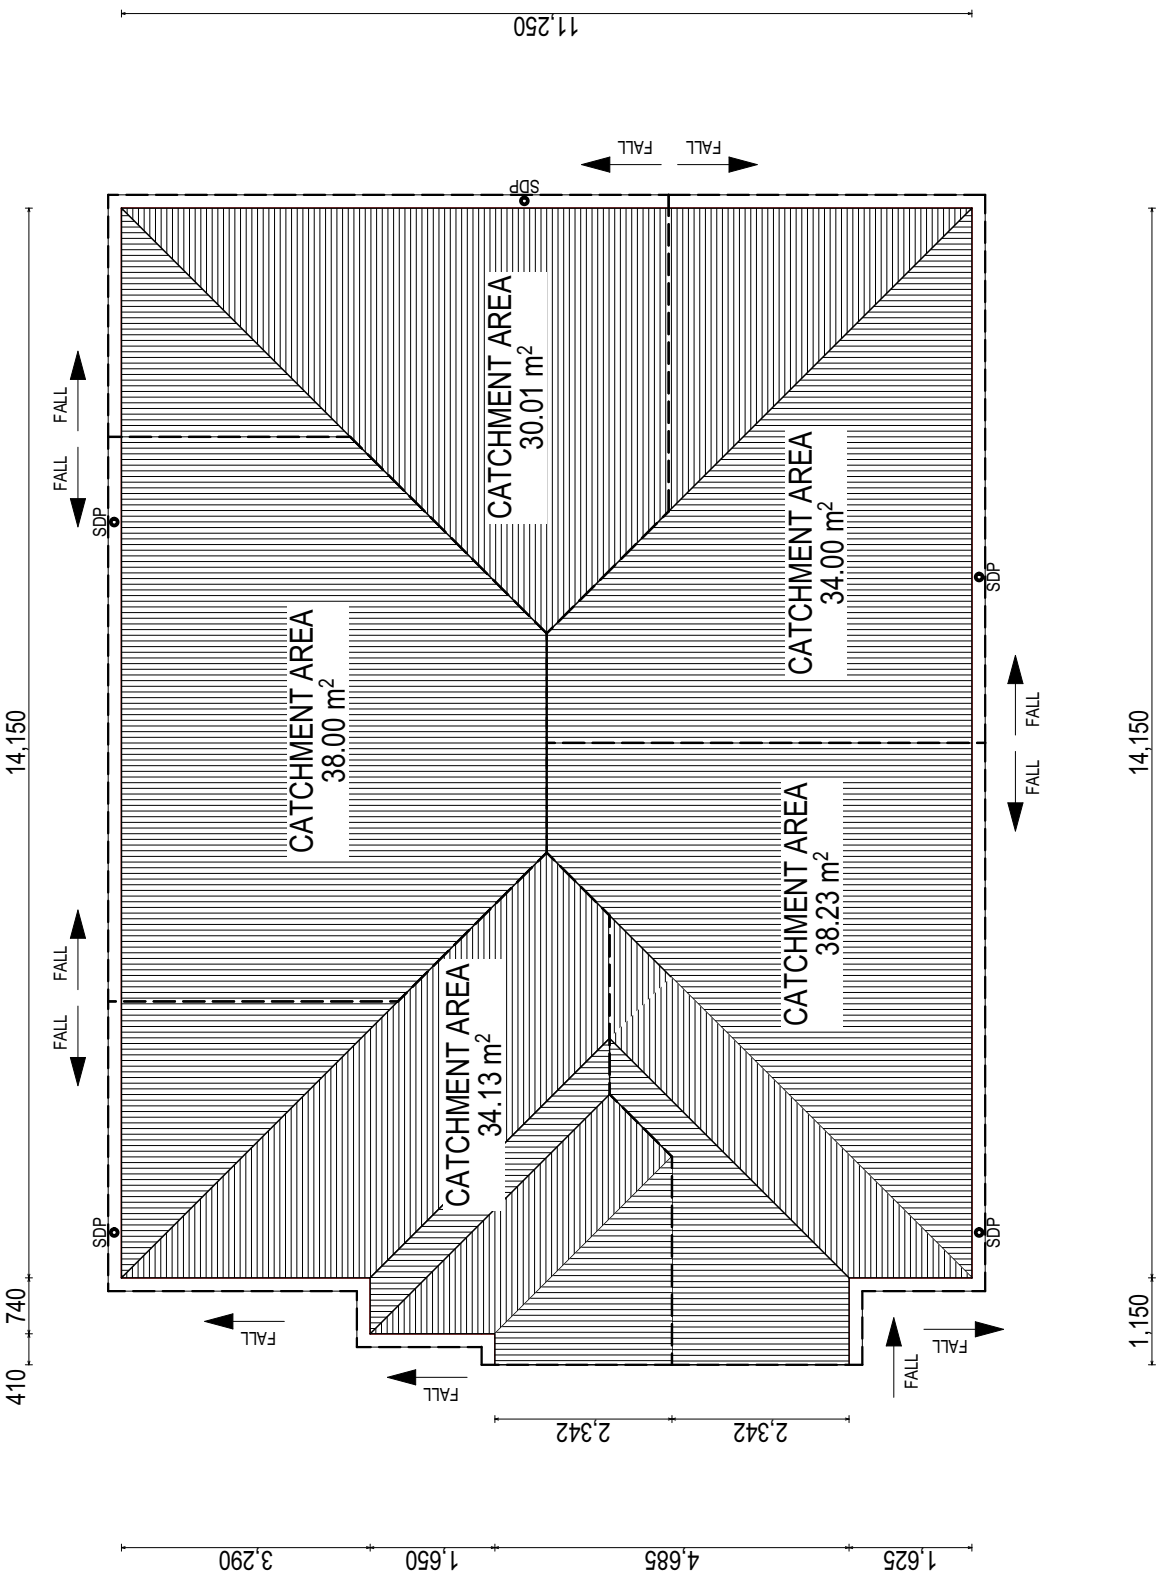 11,250
FALL
FALL
SDP
14,150
FALL
FALL
SDP
CATCHMENT AREA
30.01 m²
CATCHMENT AREA
34.00 m²
SDP
CATCHMENT AREA
38.00 m²
FALL
FALL
14,150
CATCHMENT AREA
38.23 m²
FALL
FALL
CATCHMENT AREA
34.13 m²
SDP
SDP
740
410
FALL
FALL
FALL
FALL
1,150
2,342
2,342
3,290
1,650
4,685
1,625